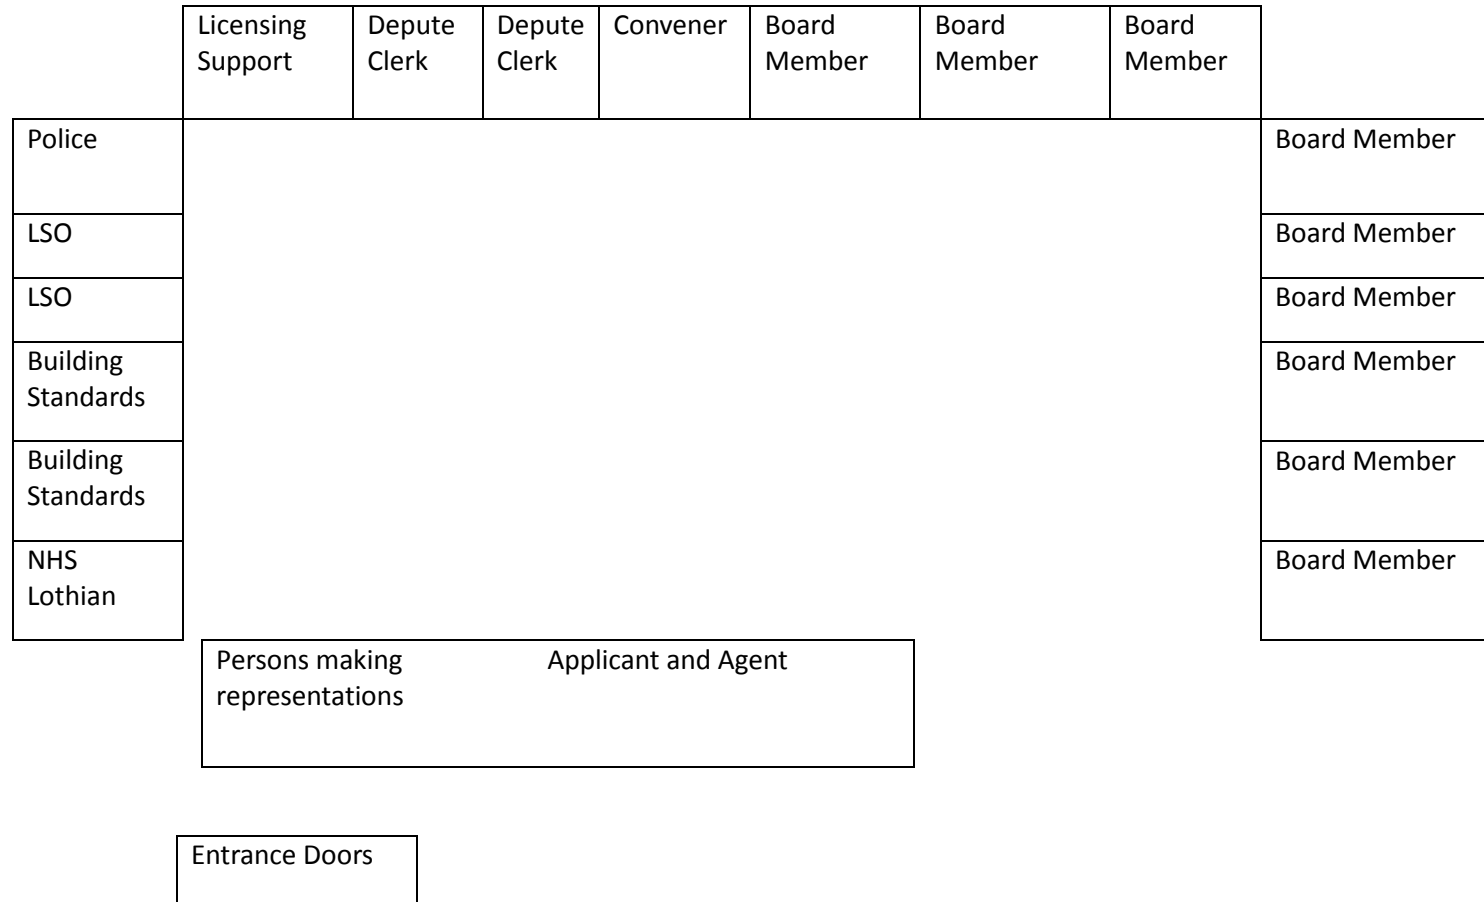 Licensing Support
Depute Clerk
Depute Clerk
Convener
Board Member
Board Member
Board Member
Police
Board Member
LSO
Board Member
LSO
Board Member
Building Standards
Board Member
Building Standards
Board Member
NHS Lothian
Board Member
Persons making representations
Applicant and Agent
Entrance Doors